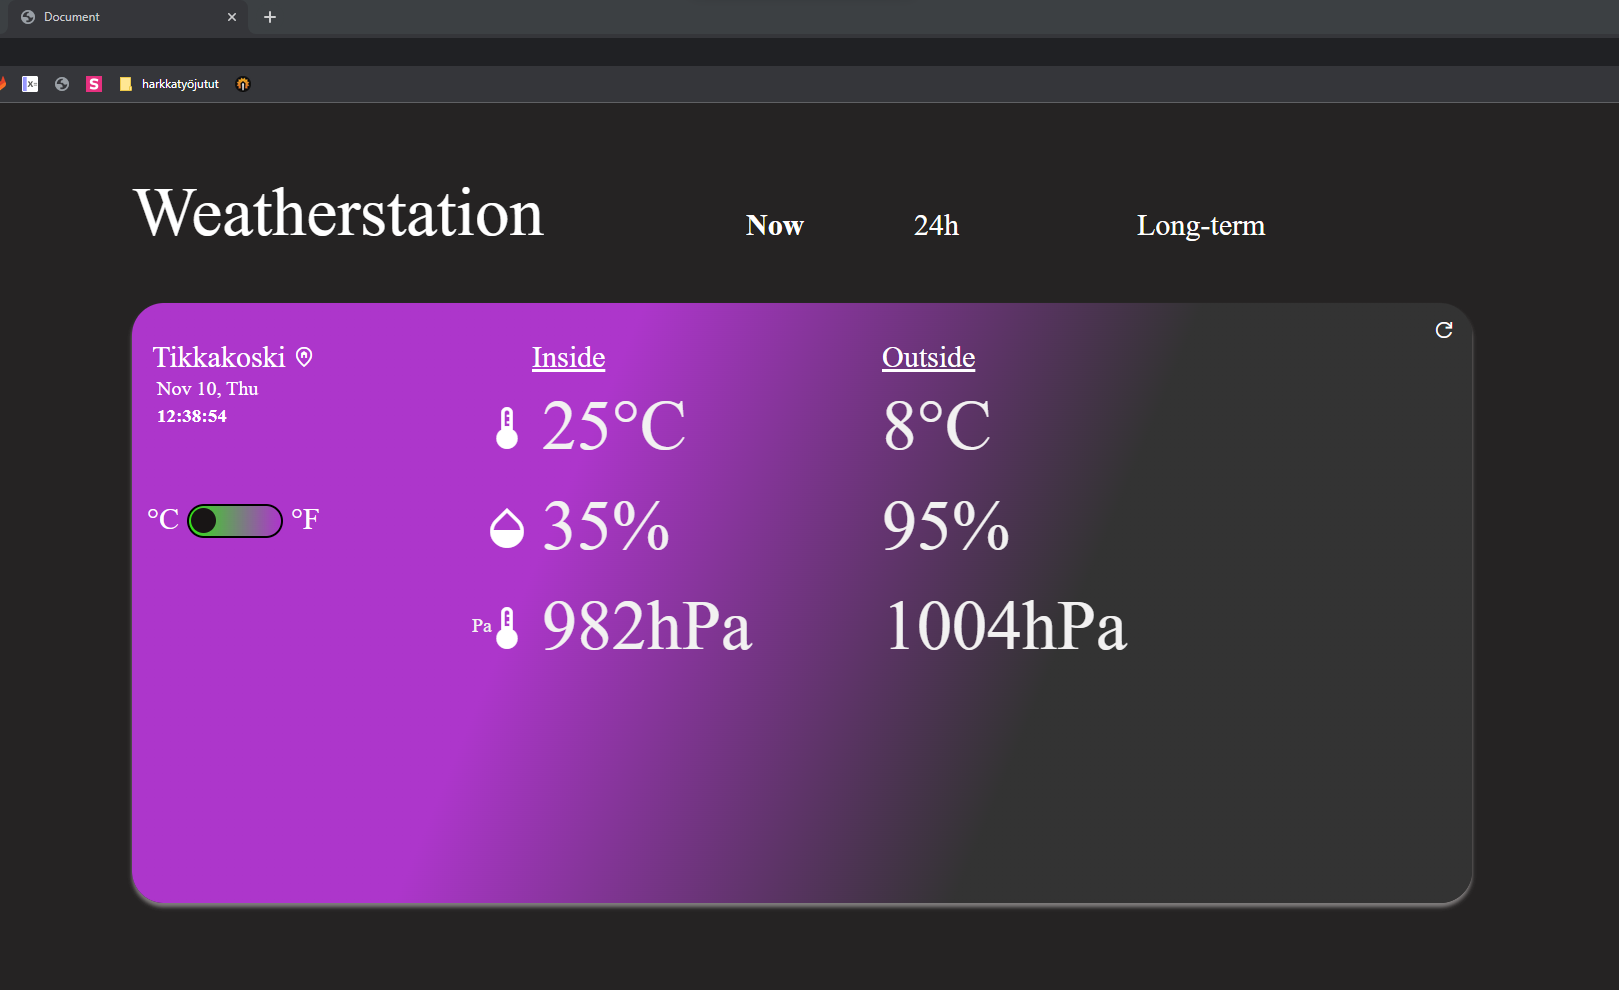 Document
harkkatyöjutut
Weatherstation
Now 24h Long-term
Tikkakoski
Nov 10, Thu
12:38:54
°C °F
Inside Outside
25°C 8°C
35% 95%
Pa 982hPa 1004hPa